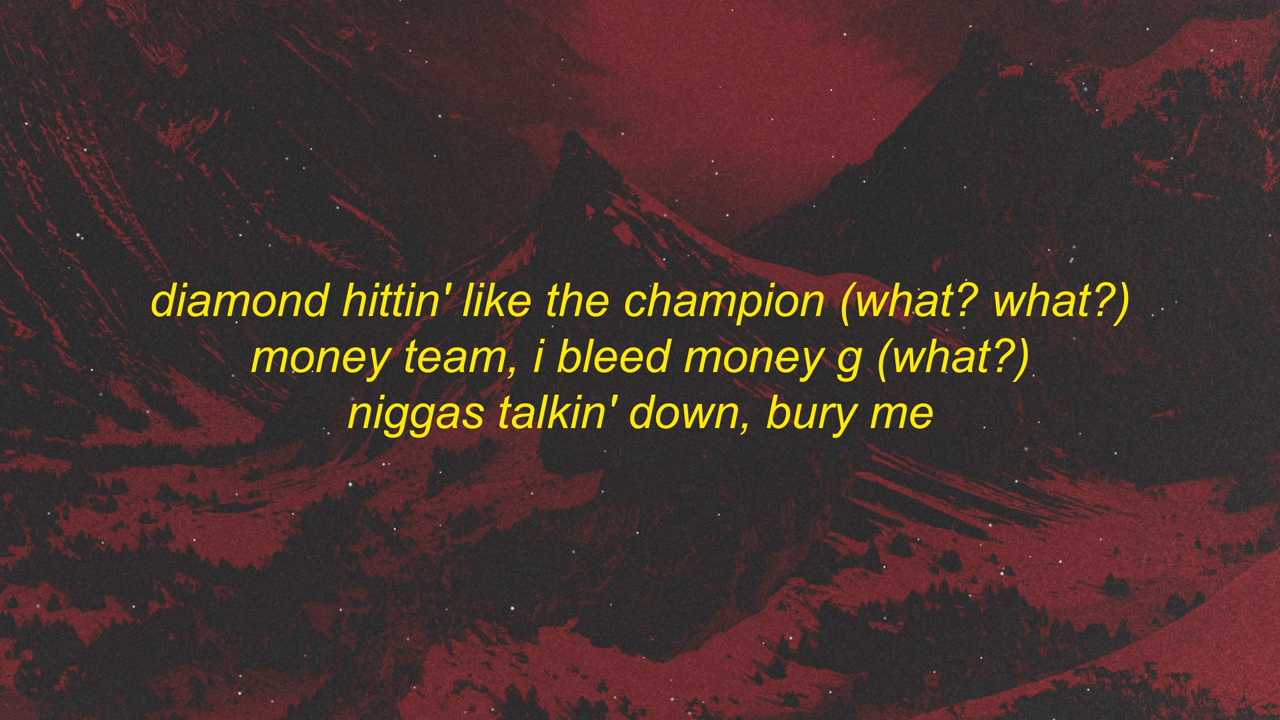 diamond hittin' like the champion (what? what?)
money team, i bleed money g (what?)
niggas talkin' down, bury me